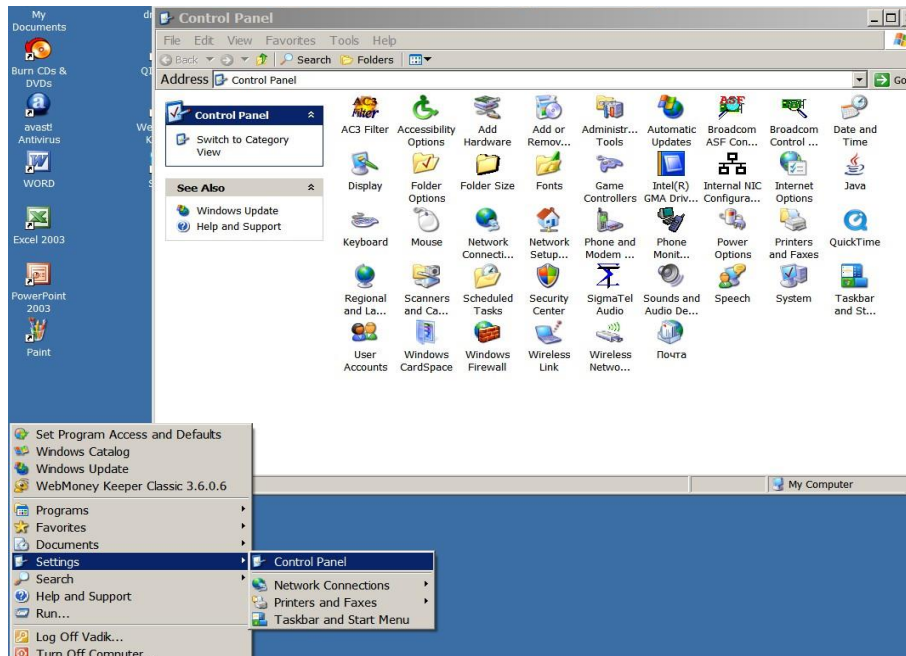 My
Documents
Burn CDs &
DVDs
avast!
Antivirus
WORD
Excel 2003
PowerPoint
2003
Paint
Control Panel
File Edit View Favorites Tools Help
Back Search Folders
Address Control Panel Go
Control Panel
Switch to Category
View
See Also
Windows Update
Help and Support
AC3 Filter
Accessibility
Options
Add
Hardware
Add or
Remov...
Administr...
Tools
Automatic
Updates
Broadcom
ASF Con...
Broadcom
Control ...
Date and
Time
Display
Folder
Options
Folder Size
Fonts
Game
Controllers
Intel(R)
GMA Driv...
Internal NIC
Configura...
Internet
Options
Java
Keyboard
Mouse
Network
Connecti...
Network
Setup...
Phone and
Modem ...
Phone
Monit...
Power
Options
Printers
and Faxes
QuickTime
Regional
and La...
Scanners
and Ca...
Scheduled
Tasks
Security
Center
SigmaTel
Audio
Sounds and
Audio De...
Speech
System
Taskbar
and St...
User
Accounts
Windows
CardSpace
Windows
Firewall
Wireless
Link
Wireless
Netwo...
Почта
My Computer
Set Program Access and Defaults
Windows Catalog
Windows Update
WebMoney Keeper Classic 3.6.0.6
Programs
Favorites
Documents
Settings
Search
Help and Support
Run...
Log Off Vadik...
Turn Off Computer
Control Panel
Network Connections
Printers and Faxes
Taskbar and Start Menu